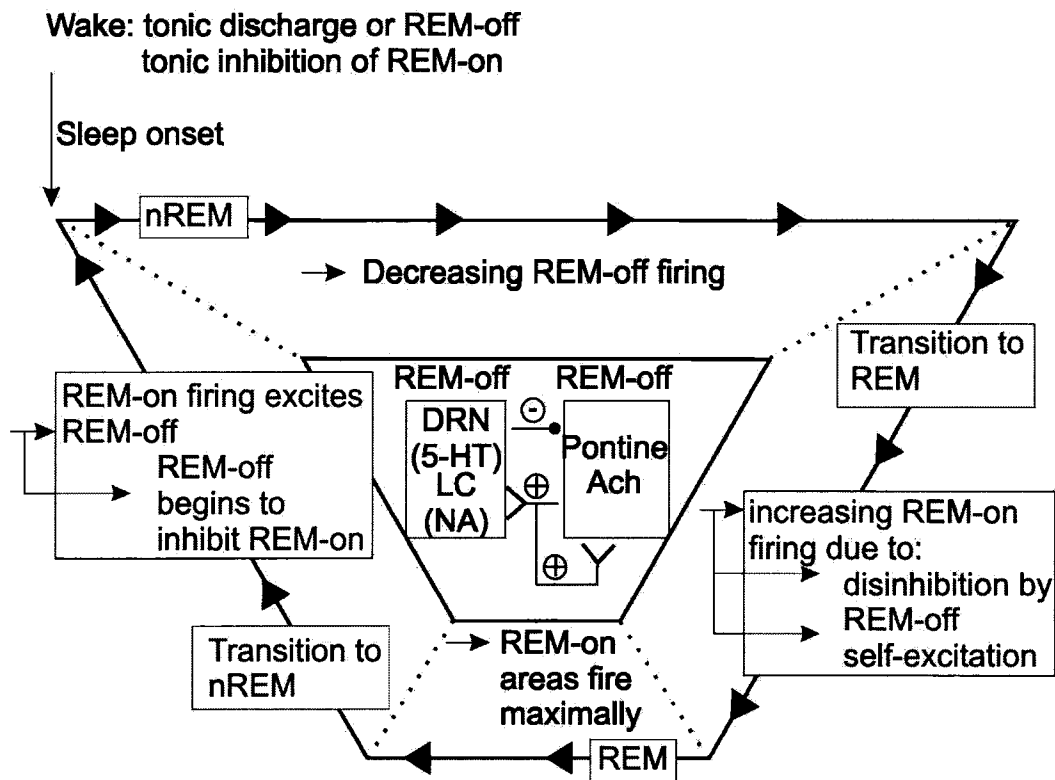 Wake: tonic discharge or REM-off
tonic inhibition of REM-on
Sleep onset
nREM
Decreasing REM-off firing
Transition to
REM
REM-on firing excites
REM-off
REM-off
begins to
inhibit REM-on
REM-off REM-off
DRN
(5-HT)
LC
(NA)
-
+
+
Pontine
Ach
increasing REM-on
firing due to:
disinhibition by
REM-off
self-excitation
Transition to
nREM
REM-on
areas fire
maximally
REM